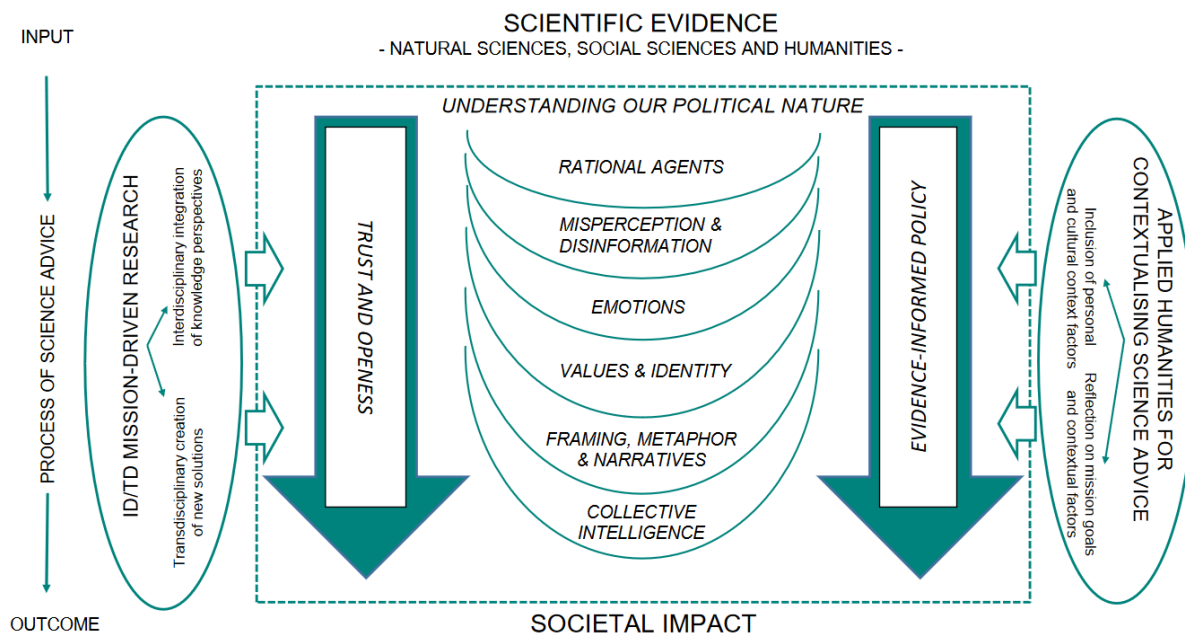 SCIENTIFIC EVIDENCE
- NATURAL SCIENCES, SOCIAL SCIENCES AND HUMANITIES -
INPUT
PROCESS OF SCIENCE ADVICE
OUTCOME
ID/TD MISSION-DRIVEN RESEARCH
Interdisciplinary integration
of knowledge perspectives
Transdisciplinary creation
of new solutions
UNDERSTANDING OUR POLITICAL NATURE
TRUST AND OPENESS
RATIONAL AGENTS
MISPERCEPTION &
DISINFORMATION
EMOTIONS
VALUES & IDENTITY
FRAMING, METAPHOR
& NARRATIVES
COLLECTIVE
INTELLIGENCE
EVIDENCE-INFORMED POLICY
APPLIED HUMANITIES FOR
CONTEXTUALISING SCIENCE ADVICE
Inclusion of personal
and cultural context factors
Reflection on mission goals
and contextual factors
SOCIETAL IMPACT